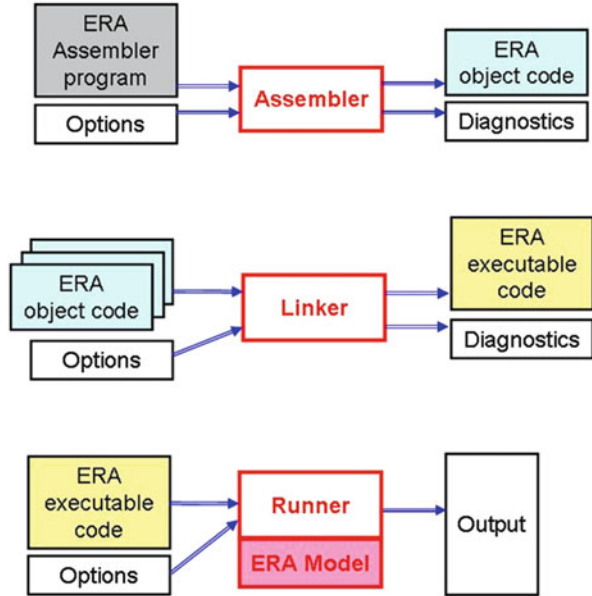 ERA
Assembler
program
Options
Assembler
ERA
object code
Diagnostics
ERA
object code
Options
Linker
ERA
executable
code
Diagnostics
ERA
executable
code
Options
Runner
ERA Model
Output